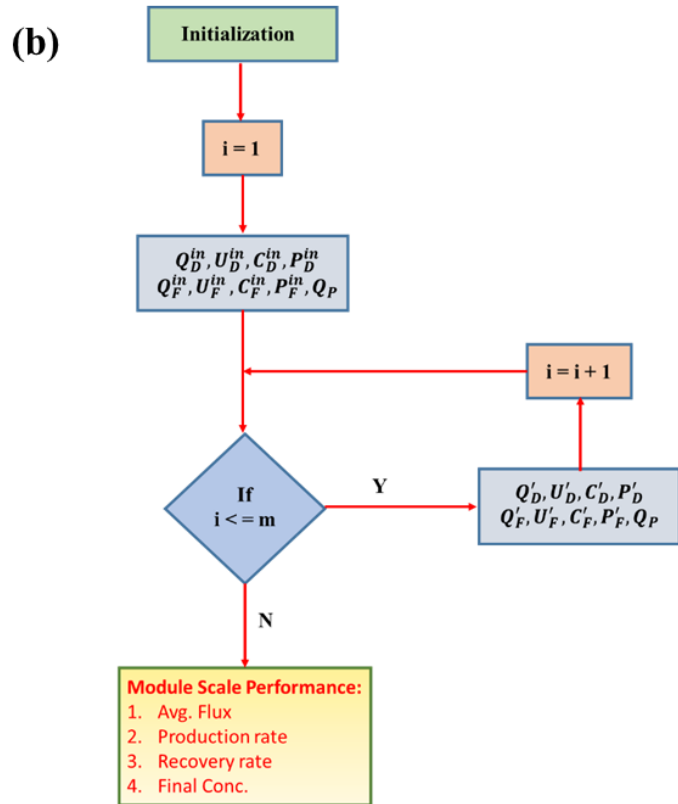 (b)
Initialization
i = 1
Q_D^{in}, U_D^{in}, C_D^{in}, P_D^{in}
Q_F^{in}, U_F^{in}, C_F^{in}, P_F^{in}, Q_P
i = i + 1
If
i < = m
Y
Q'_D, U'_D, C'_D, P'_D
Q'_F, U'_F, C'_F, P'_F, Q_P
N
Module Scale Performance:
1. Avg. Flux
2. Production rate
3. Recovery rate
4. Final Conc.